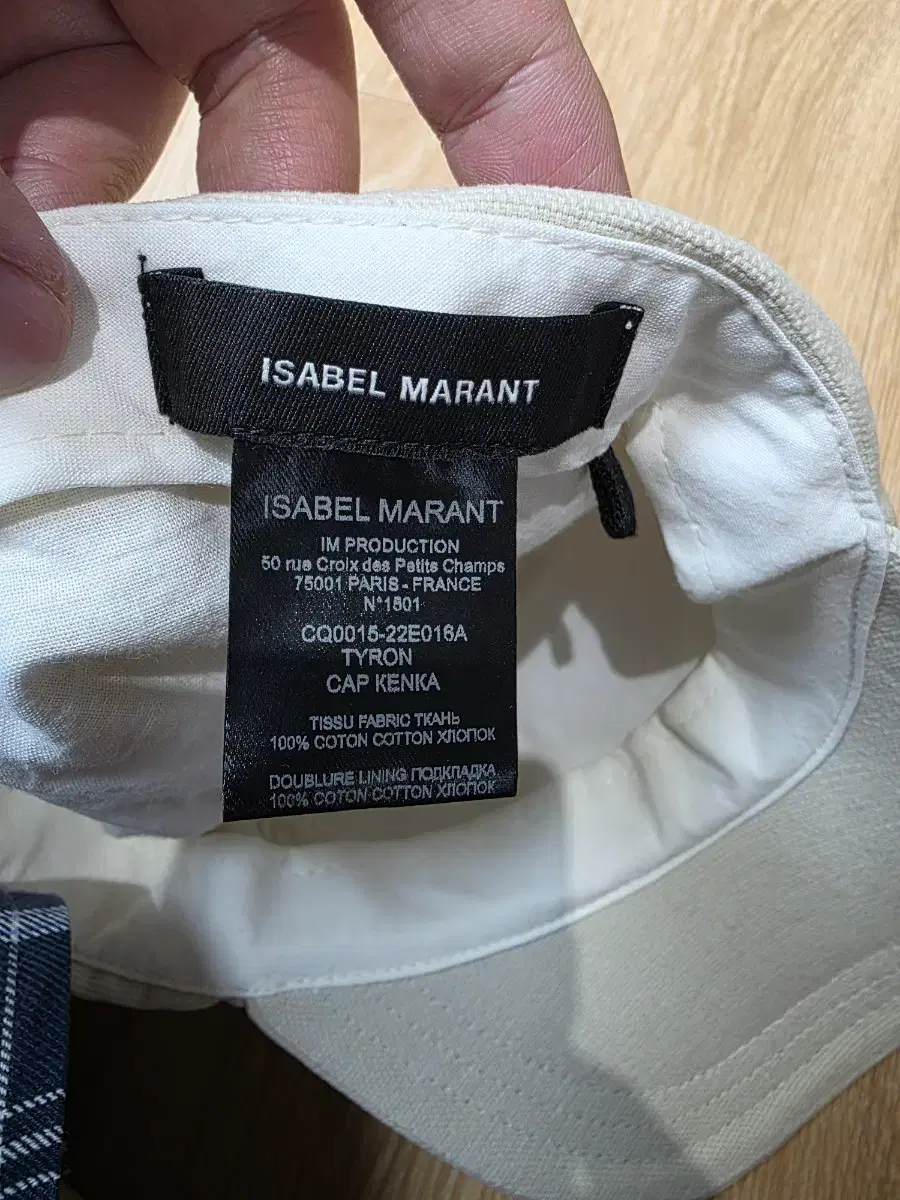 ISABEL MARANT
ISABEL MARANT
IM PRODUCTION
50 rue Croix des Petits Champs
75001 PARIS - FRANCE
N°1801
CQ0015-22E016A
TYRON
CAP KENKA
TISSU FABRIC ТКАНЬ
100% COTON COTTON ХЛОПОК
DOUBLURE LINING ПОДКЛАДКА
100% COTON COTTON ХЛОПОК